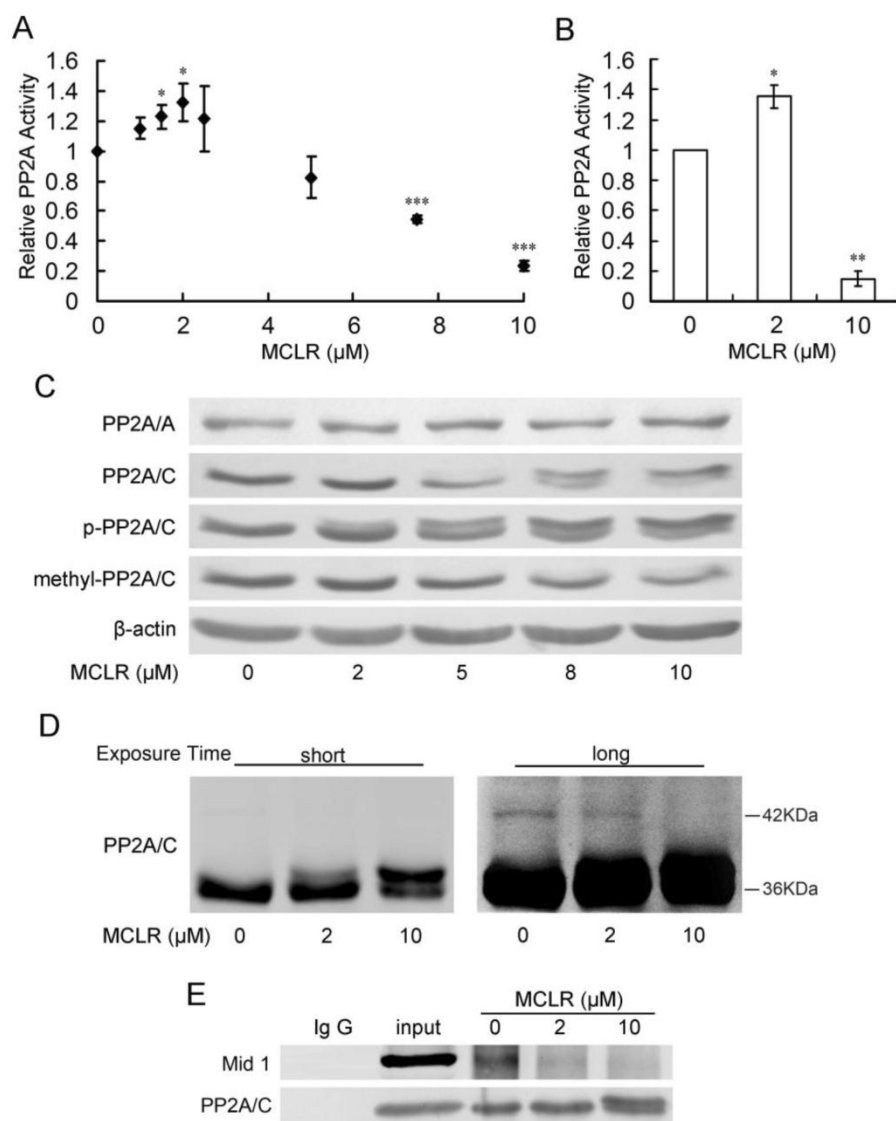 A
Relative PP2A Activity
1.6
1.4
1.2
1
0.8
0.6
0.4
0.2
0
0 2 4 6 8 10
MCLR (μM)
* * *** ***
B
Relative PP2A Activity
1.6
1.4
1.2
1
0.8
0.6
0.4
0.2
0
0 2 10
MCLR (μM)
* **
C
PP2A/A
PP2A/C
p-PP2A/C
methyl-PP2A/C
β-actin
MCLR (μM) 0 2 5 8 10
D
Exposure Time short long
PP2A/C
42KDa
36KDa
MCLR (μM) 0 2 10 0 2 10
E
MCLR (μM)
Ig G input 0 2 10
Mid 1
PP2A/C